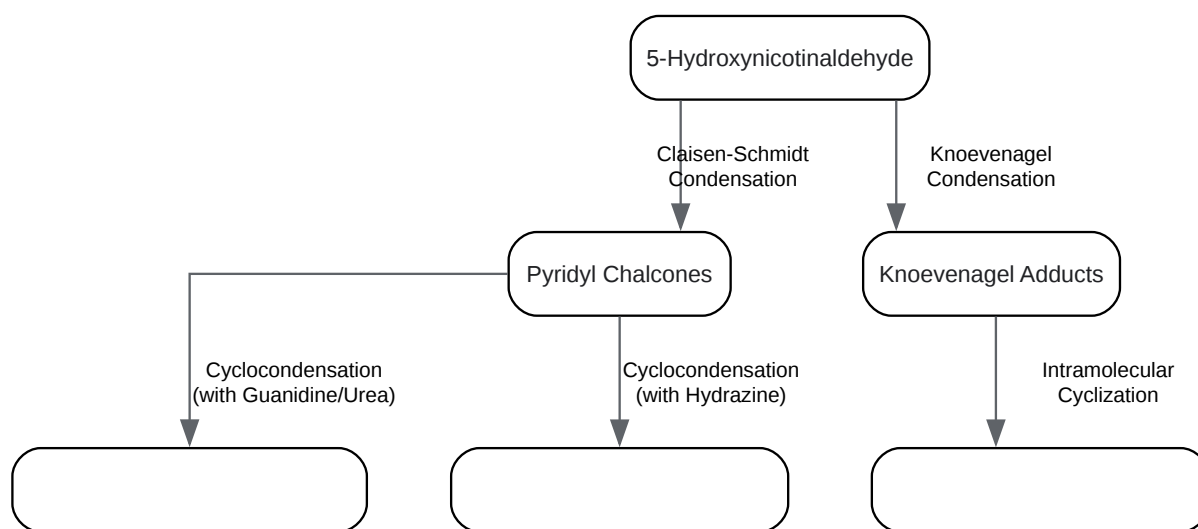 5-Hydroxynicotinaldehyde
Claisen-Schmidt
Condensation
Knoevenagel
Condensation
Pyridyl Chalcones
Knoevenagel Adducts
Cyclocondensation
(with Guanidine/Urea)
Cyclocondensation
(with Hydrazine)
Intramolecular
Cyclization